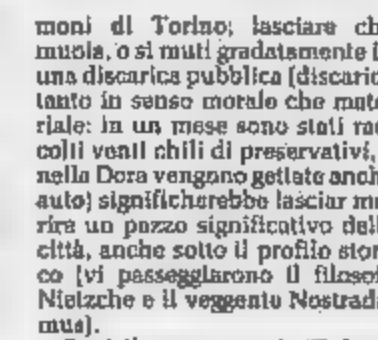 moni di Torino; lasciare ch
muoia, o si muti gradatamente i
una discarica pubblica (discaric
tanto in senso morale che mate
riale: in un mese sono stati rac
colti venti chili di preservativi,
nella Dora vengono gettate anch
auto) significherebbe lasciar mo
rire un pezzo significativo dell
città, anche sotto il profilo stor
co (vi passeggiarono il filosof
Nietzche e il veggente Nostrad
mus).